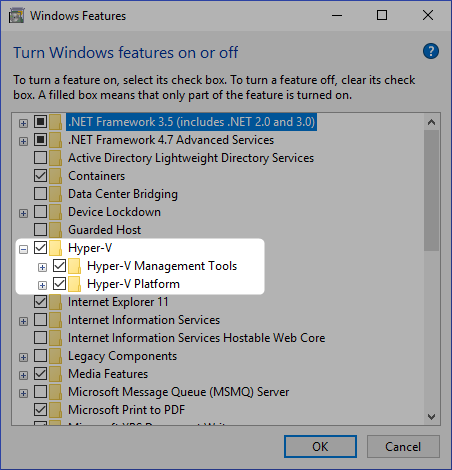 Windows Features
Turn Windows features on or off
?
To turn a feature on, select its check box. To turn a feature off, clear its check
box. A filled box means that only part of the feature is turned on.
.NET Framework 3.5 (includes .NET 2.0 and 3.0)
.NET Framework 4.7 Advanced Services
Active Directory Lightweight Directory Services
Containers
Data Center Bridging
Device Lockdown
Guarded Host
Hyper-V
Hyper-V Management Tools
Hyper-V Platform
Internet Explorer 11
Internet Information Services
Internet Information Services Hostable Web Core
Legacy Components
Media Features
Microsoft Message Queue (MSMQ) Server
Microsoft Print to PDF
Microsoft XPS Document Writer
OK
Cancel